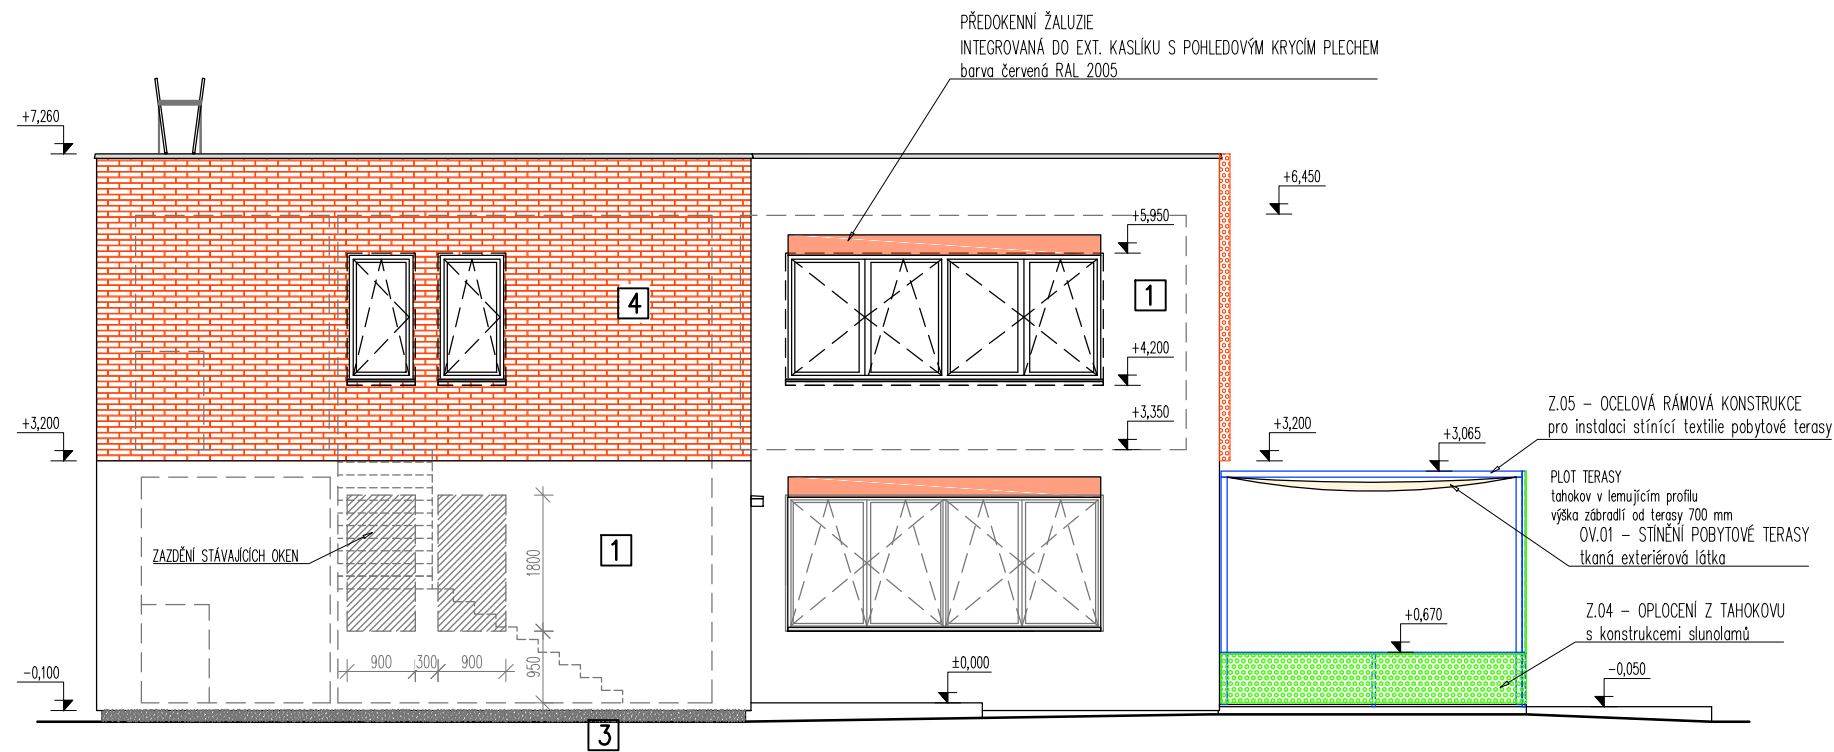 PŘEDOKENNÍ ŽALUZIE
INTEGROVANÁ DO EXT. KASLÍKU S POHLEDOVÝM KRYCÍM PLECHEM
barva červená RAL 2005
+7,260
+6,450
+5,950
4
1
+4,200
+3,350
+3,200
+3,200
+3,065
Z.05 – OCELOVÁ RÁMOVÁ KONSTRUKCE
pro instalaci stínící textilie pobytové terasy
PLOT TERASY
tahokov v lemujícím profilu
výška zábradlí od terasy 700 mm
OV.01 – STÍNĚNÍ POBYTOVÉ TERASY
tkaná exteriérová látka
ZAZDĚNÍ STÁVAJÍCÍCH OKEN
1800
1
Z.04 – OPLOCENÍ Z TAHOKOVU
s konstrukcemi slunolamů
+0,670
900
300
900
950
±0,000
-0,100
-0,050
3